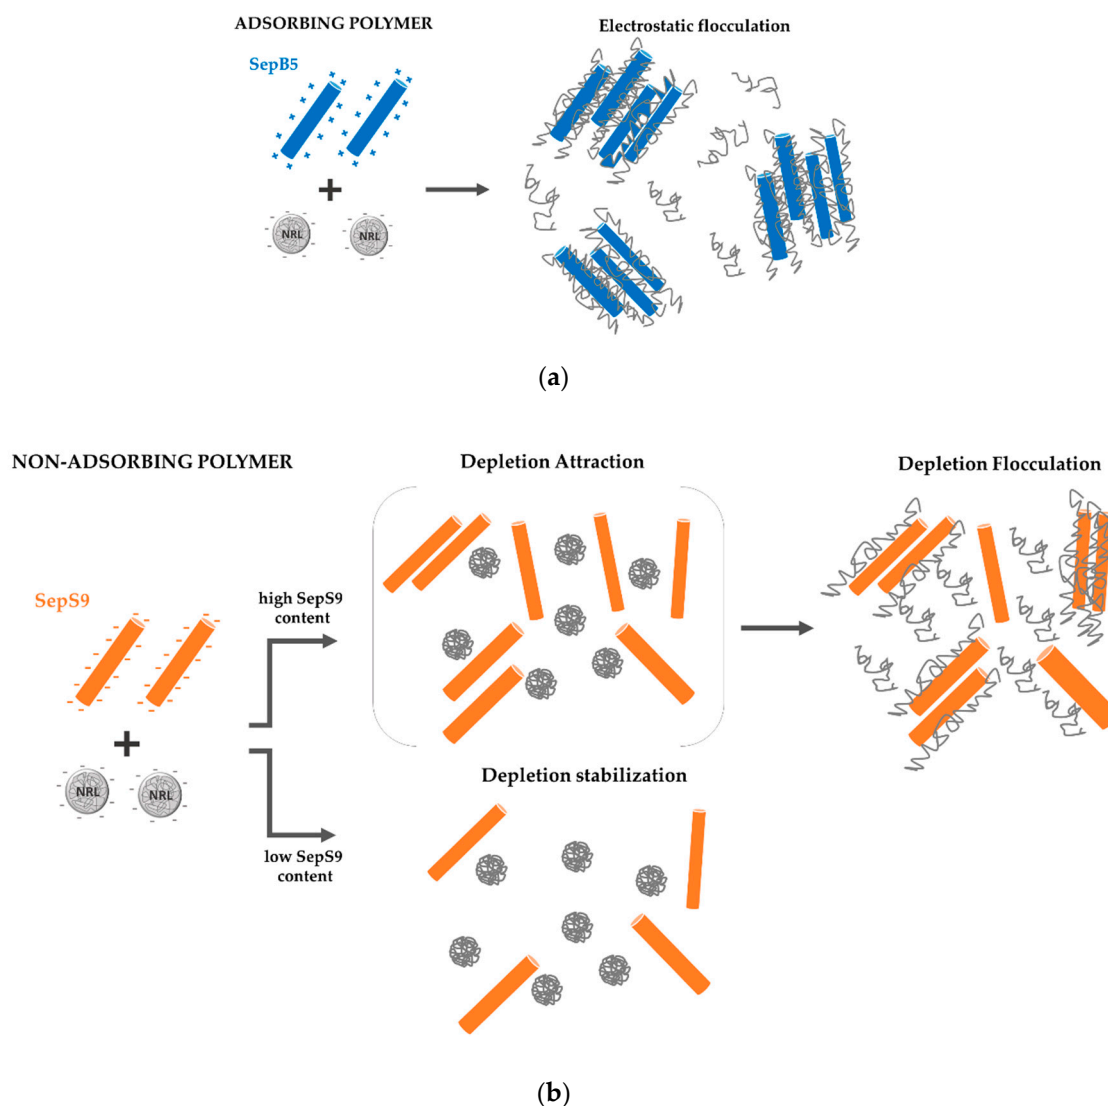 ADSORBING POLYMER
Electrostatic flocculation
SepB5
+
NRL
NRL
(a)
NON-ADSORBING POLYMER
Depletion Attraction
Depletion Flocculation
SepS9
high SepS9
content
+
NRL
NRL
Depletion stabilization
low SepS9
content
(b)